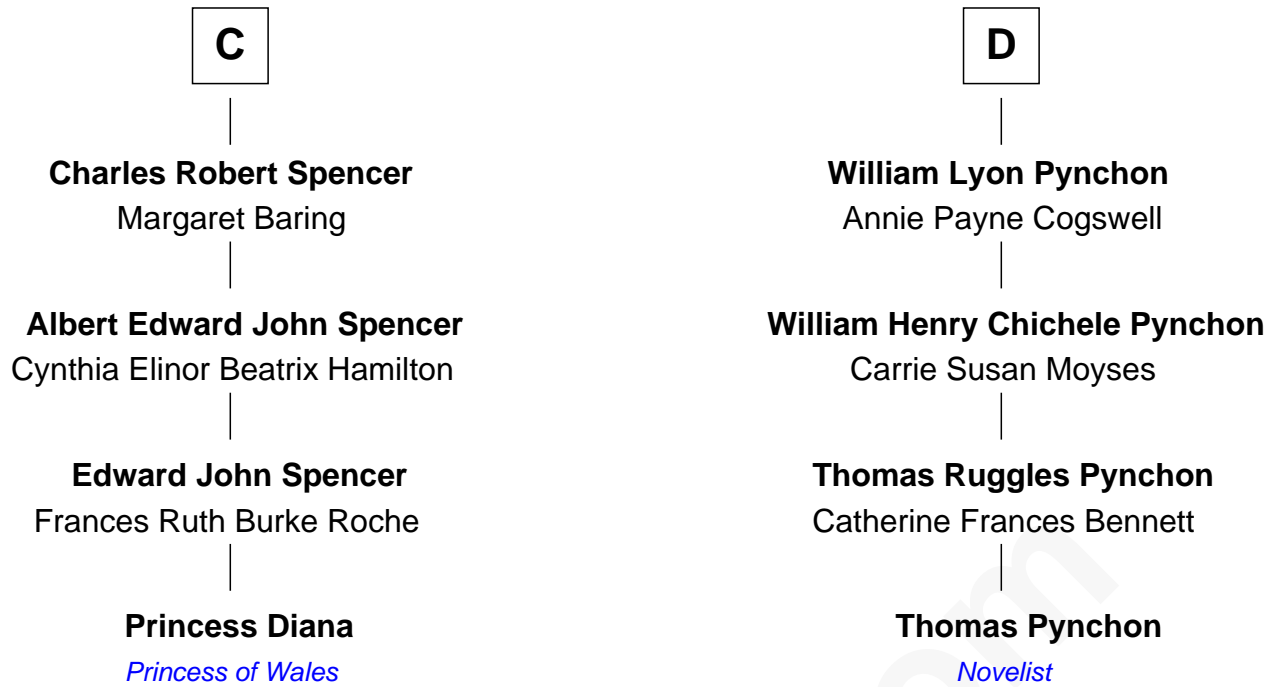 C
Charles Robert Spencer
Margaret Baring
Albert Edward John Spencer
Cynthia Elinor Beatrix Hamilton
Edward John Spencer
Frances Ruth Burke Roche
Princess Diana
Princess of Wales
D
William Lyon Pynchon
Annie Payne Cogswell
William Henry Chichele Pynchon
Carrie Susan Moyses
Thomas Ruggles Pynchon
Catherine Frances Bennett
Thomas Pynchon
Novelist
om